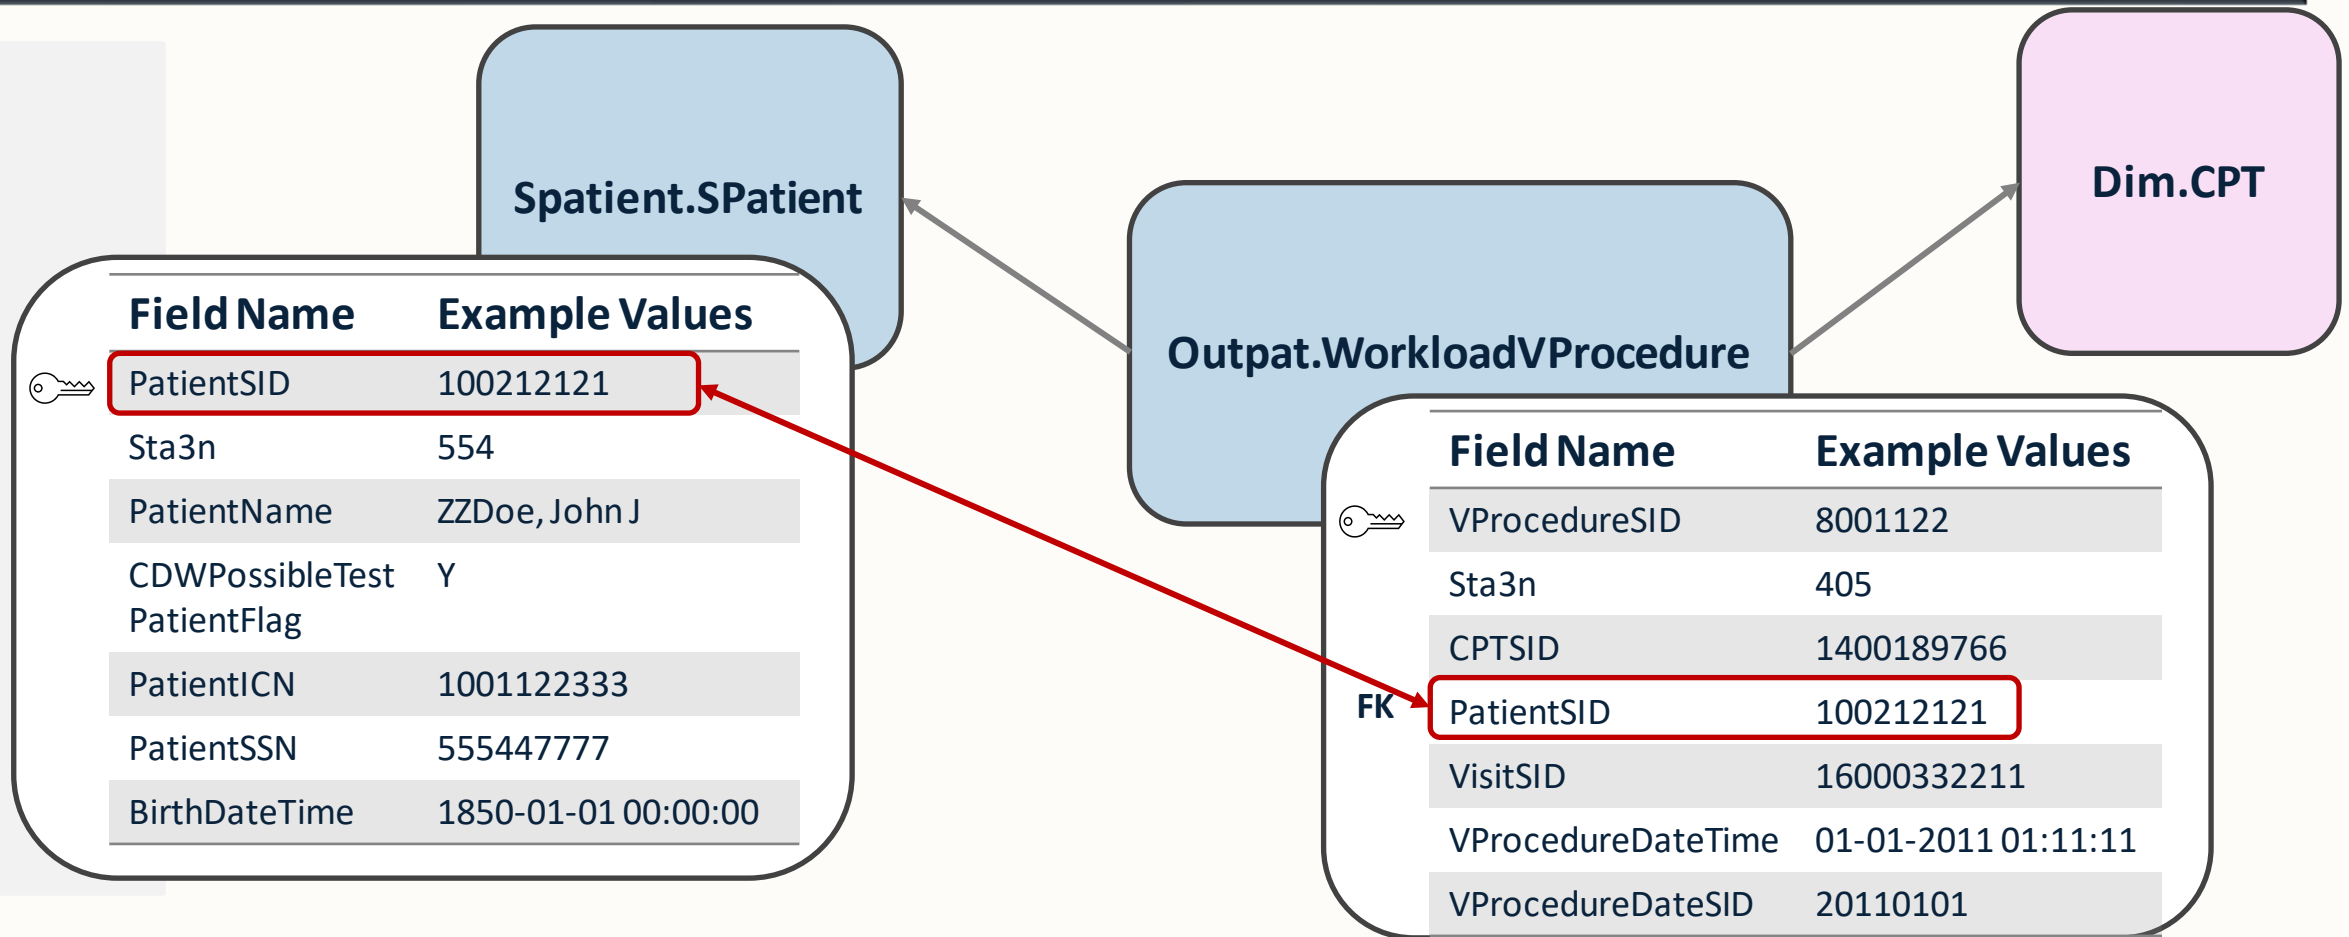 Spatient.SPatient
Dim.CPT
Outpat.WorkloadVProcedure
Field Name Example Values
PatientSID 100212121
Sta3n 554
PatientName ZZDoe, John J
CDWPossibleTest Y
PatientFlag
PatientICN 1001122333
PatientSSN 555447777
BirthDateTime 1850-01-01 00:00:00
Field Name Example Values
VProcedureSID 8001122
Sta3n 405
CPTSID 1400189766
FK PatientSID 100212121
VisitSID 16000332211
VProcedureDateTime 01-01-2011 01:11:11
VProcedureDateSID 20110101